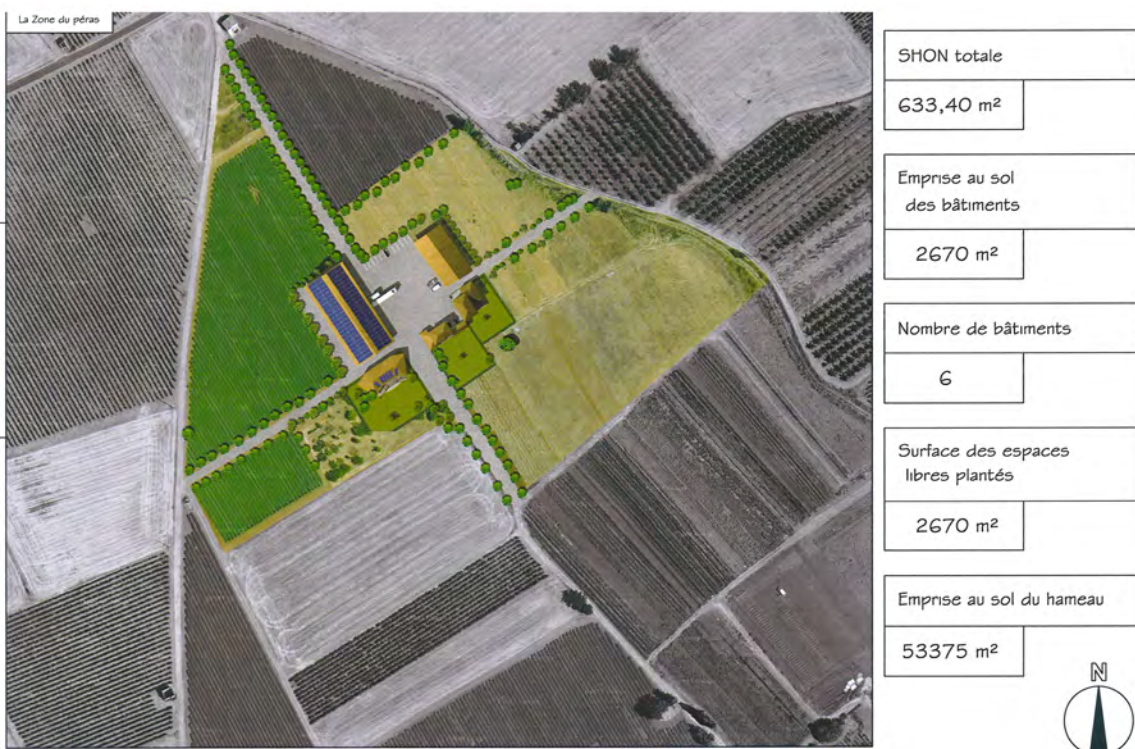 La Zone du péras
SHON totale
633,40 m²
Emprise au sol
des bâtiments
2670 m²
Nombre de bâtiments
6
Surface des espaces
libres plantés
2670 m²
Emprise au sol du hameau
53375 m²
N